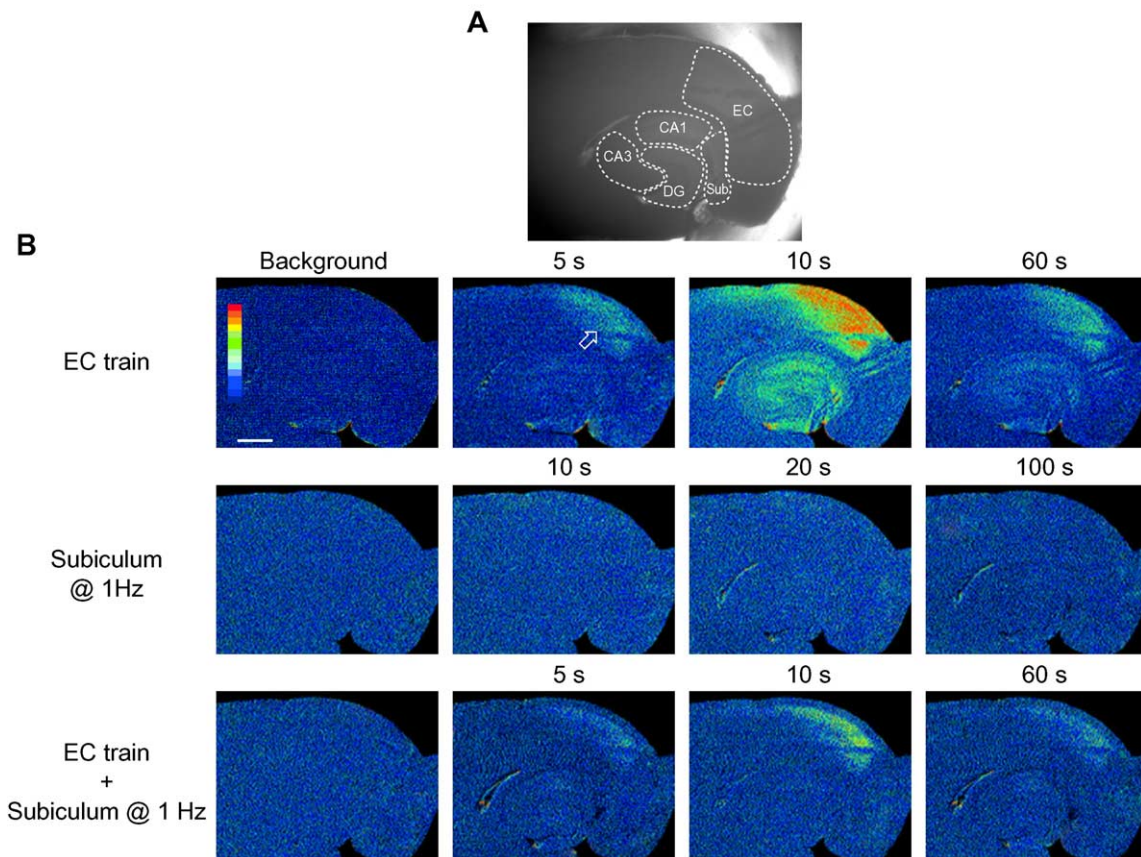 A
EC
CA1
CA3
DG
Sub
B
Background
5 s
10 s
60 s
EC train
10 s
20 s
100 s
Subiculum
@ 1Hz
5 s
10 s
60 s
EC train
+
Subiculum @ 1 Hz